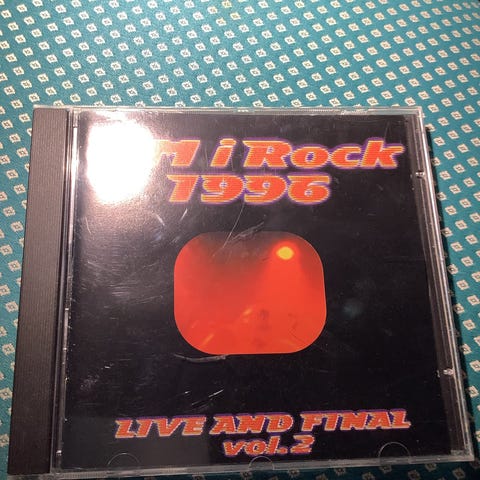 i Rock
1996
LIVE AND FINAL
vol.2